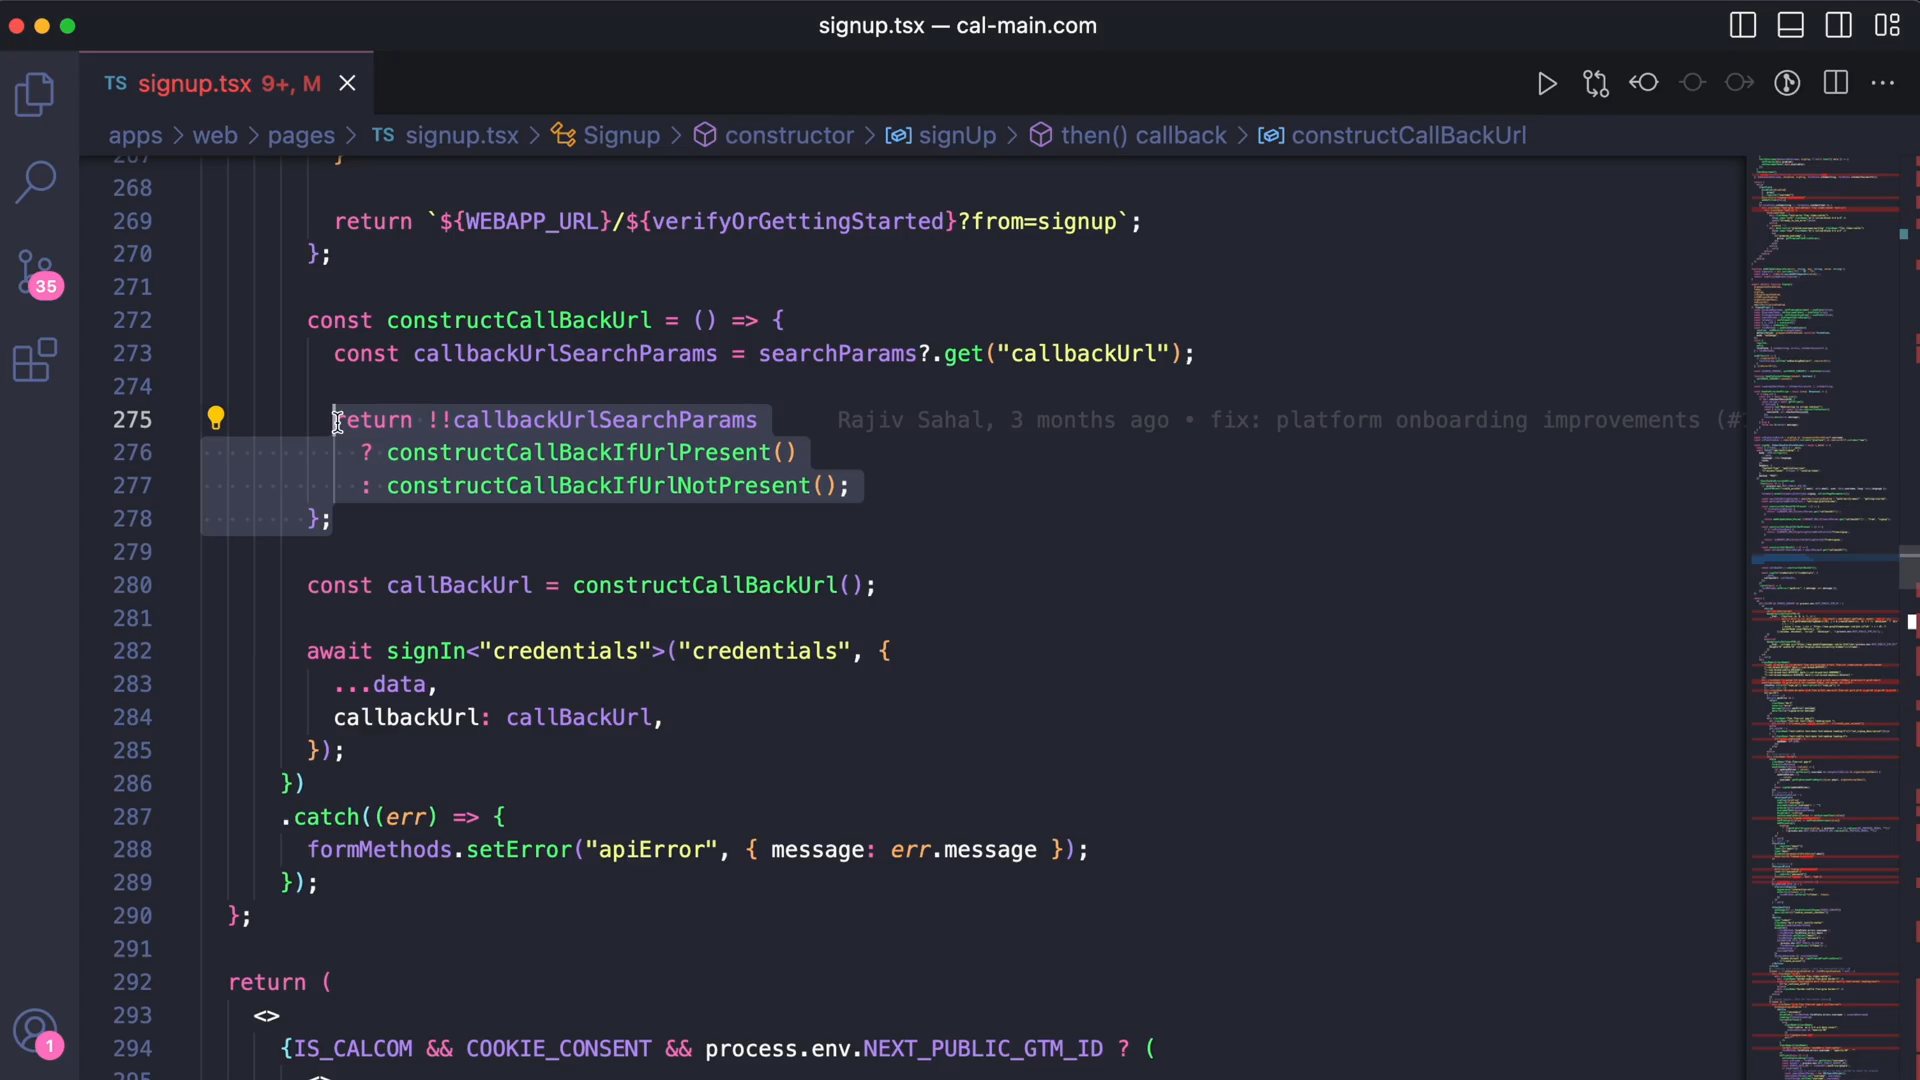 signup.tsx — cal-main.com
TS signup.tsx 9+, M
apps > web > pages > TS signup.tsx > Signup > constructor > signUp > then() callback > constructCallBackUrl
267 }
268
269 return `${WEBAPP_URL}/${verifyOrGettingStarted}?from=signup`;
270 };
271
272 const constructCallBackUrl = () => {
273 const callbackUrlSearchParams = searchParams?.get("callbackUrl");
274
275 return !!callbackUrlSearchParams Rajiv Sahal, 3 months ago • fix: platform onboarding improvements (#
276 ? constructCallBackIfUrlPresent()
277 : constructCallBackIfUrlNotPresent();
278 };
279
280 const callBackUrl = constructCallBackUrl();
281
282 await signIn<"credentials">("credentials", {
283 ...data,
284 callbackUrl: callBackUrl,
285 });
286 })
287 .catch((err) => {
288 formMethods.setError("apiError", { message: err.message });
289 });
290 };
291
292 return (
293 <>
294 {IS_CALCOM && COOKIE_CONSENT && process.env.NEXT_PUBLIC_GTM_ID ? (
295 <>
35
1